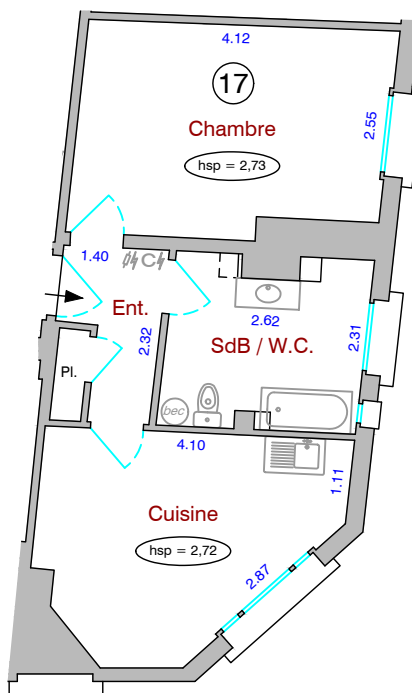 4.12
17
2.55
Chambre
hsp = 2,73
1.40
C
Ent.
2.32
2.62
2.31
SdB / W.C.
Pl.
bec
4.10
1.11
Cuisine
hsp = 2,72
2.87